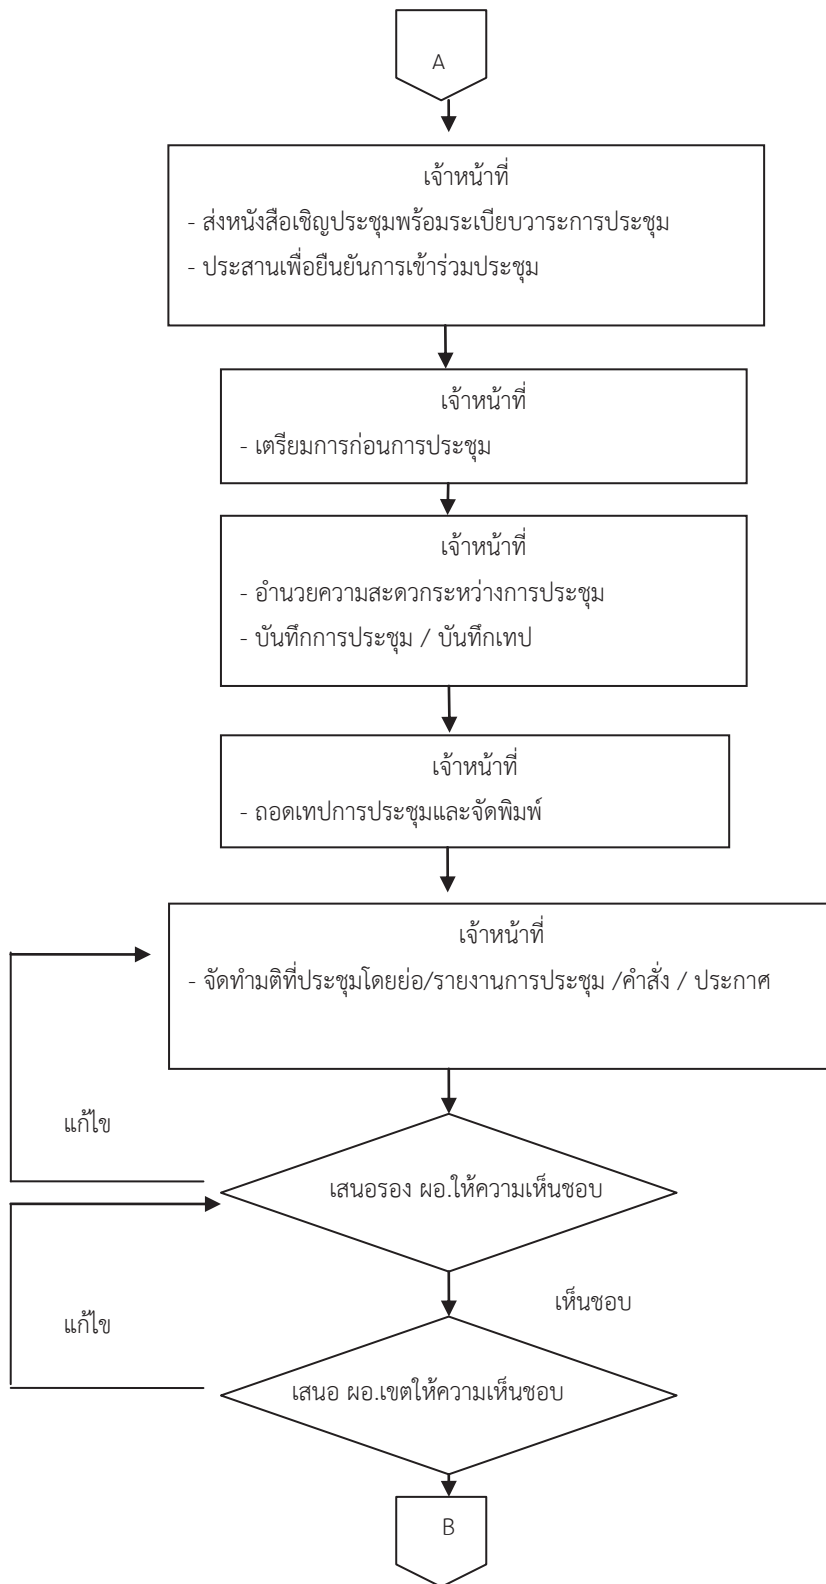 A
เจ้าหน้าที่
- ส่งหนังสือเชิญประชุมพร้อมระเบียบวาระการประชุม
- ประสานเพื่อยืนยันการเข้าร่วมประชุม
เจ้าหน้าที่
- เตรียมการก่อนการประชุม
เจ้าหน้าที่
- อำนวยความสะดวกระหว่างการประชุม
- บันทึกการประชุม / บันทึกเทป
เจ้าหน้าที่
- ถอดเทปการประชุมและจัดพิมพ์
เจ้าหน้าที่
- จัดทำมติที่ประชุมโดยย่อ/รายงานการประชุม /คำสั่ง / ประกาศ
แก้ไข
เสนอรอง ผอ.ให้ความเห็นชอบ
เห็นชอบ
แก้ไข
เสนอ ผอ.เขตให้ความเห็นชอบ
B